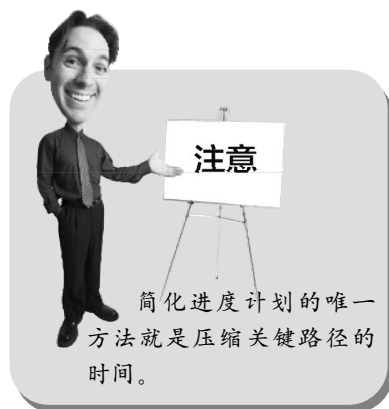 注意
简化进度计划的唯一
方法就是压缩关键路径的
时间。